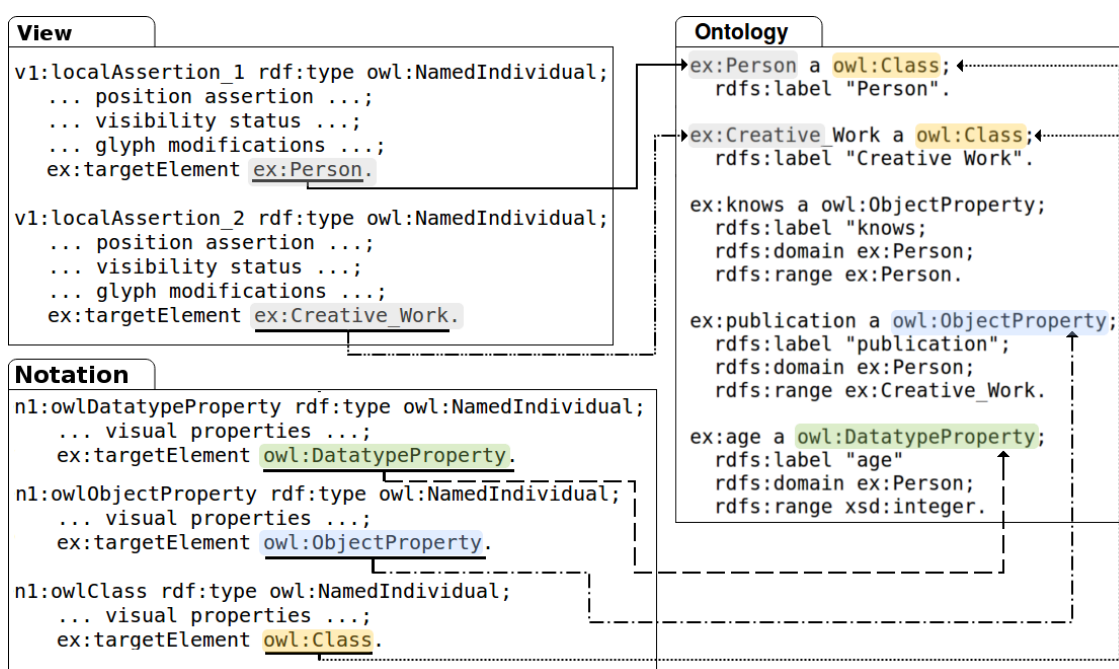 View
v1:localAssertion_1 rdf:type owl:NamedIndividual;
... position assertion ...;
... visibility status ...;
... glyph modifications ...;
ex:targetElement ex:Person.
v1:localAssertion_2 rdf:type owl:NamedIndividual;
... position assertion ...;
... visibility status ...;
... glyph modifications ...;
ex:targetElement ex:Creative_Work.
Notation
n1:owlDatatypeProperty rdf:type owl:NamedIndividual;
... visual properties ...;
ex:targetElement owl:DatatypeProperty.
n1:owlObjectProperty rdf:type owl:NamedIndividual;
... visual properties ...;
ex:targetElement owl:ObjectProperty.
n1:owlClass rdf:type owl:NamedIndividual;
... visual properties ...;
ex:targetElement owl:Class.
Ontology
ex:Person a owl:Class;
rdfs:label "Person".
ex:Creative_Work a owl:Class;
rdfs:label "Creative Work".
ex:knows a owl:ObjectProperty;
rdfs:label "knows;
rdfs:domain ex:Person;
rdfs:range ex:Person.
ex:publication a owl:ObjectProperty;
rdfs:label "publication";
rdfs:domain ex:Person;
rdfs:range ex:Creative_Work.
ex:age a owl:DatatypeProperty;
rdfs:label "age"
rdfs:domain ex:Person;
rdfs:range xsd:integer.